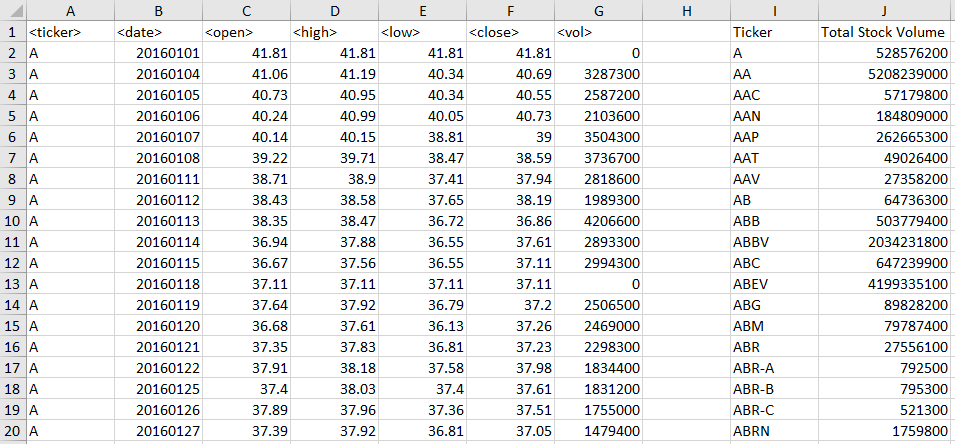 A B C D E F G H I J
1 <ticker> <date> <open> <high> <low> <close> <vol> Ticker Total Stock Volume
2 A 20160101 41.81 41.81 41.81 41.81 0 A 528576200
3 A 20160104 41.06 41.19 40.34 40.69 3287300 AA 5208239000
4 A 20160105 40.73 40.95 40.34 40.55 2587200 AAC 57179800
5 A 20160106 40.24 40.99 40.05 40.73 2103600 AAN 184809000
6 A 20160107 40.14 40.15 38.81 39 3504300 AAP 262665300
7 A 20160108 39.22 39.71 38.47 38.59 3736700 AAT 49026400
8 A 20160111 38.71 38.9 37.41 37.94 2818600 AAV 27358200
9 A 20160112 38.43 38.58 37.65 38.19 1989300 AB 64736300
10 A 20160113 38.35 38.47 36.72 36.86 4206600 ABB 503779400
11 A 20160114 36.94 37.88 36.55 37.61 2893300 ABBV 2034231800
12 A 20160115 36.67 37.56 36.55 37.11 2994300 ABC 647239900
13 A 20160118 37.11 37.11 37.11 37.11 0 ABEV 4199335100
14 A 20160119 37.64 37.92 36.79 37.2 2506500 ABG 89828200
15 A 20160120 36.68 37.61 36.13 37.26 2469000 ABM 79787400
16 A 20160121 37.35 37.83 36.81 37.23 2298300 ABR 27556100
17 A 20160122 37.91 38.18 37.58 37.98 1834400 ABR-A 792500
18 A 20160125 37.4 38.03 37.4 37.61 1831200 ABR-B 795300
19 A 20160126 37.89 37.96 37.36 37.51 1755000 ABR-C 521300
20 A 20160127 37.39 37.92 36.81 37.05 1479400 ABRN 1759800